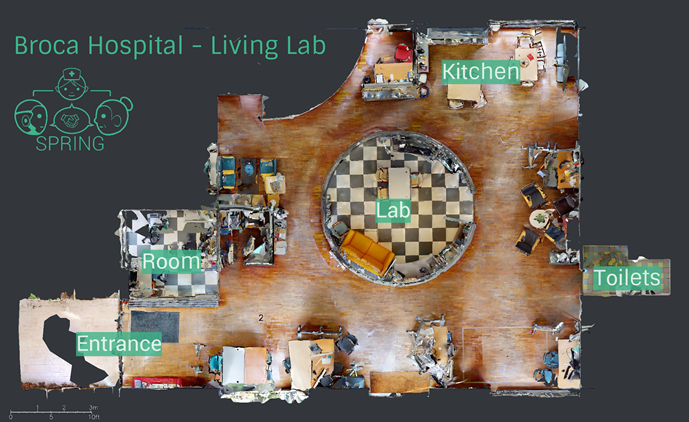 Broca Hospital - Living Lab
SPRING
Kitchen
Lab
Room
Toilets
2
Entrance
0 1 2 3m
0 5 10ft